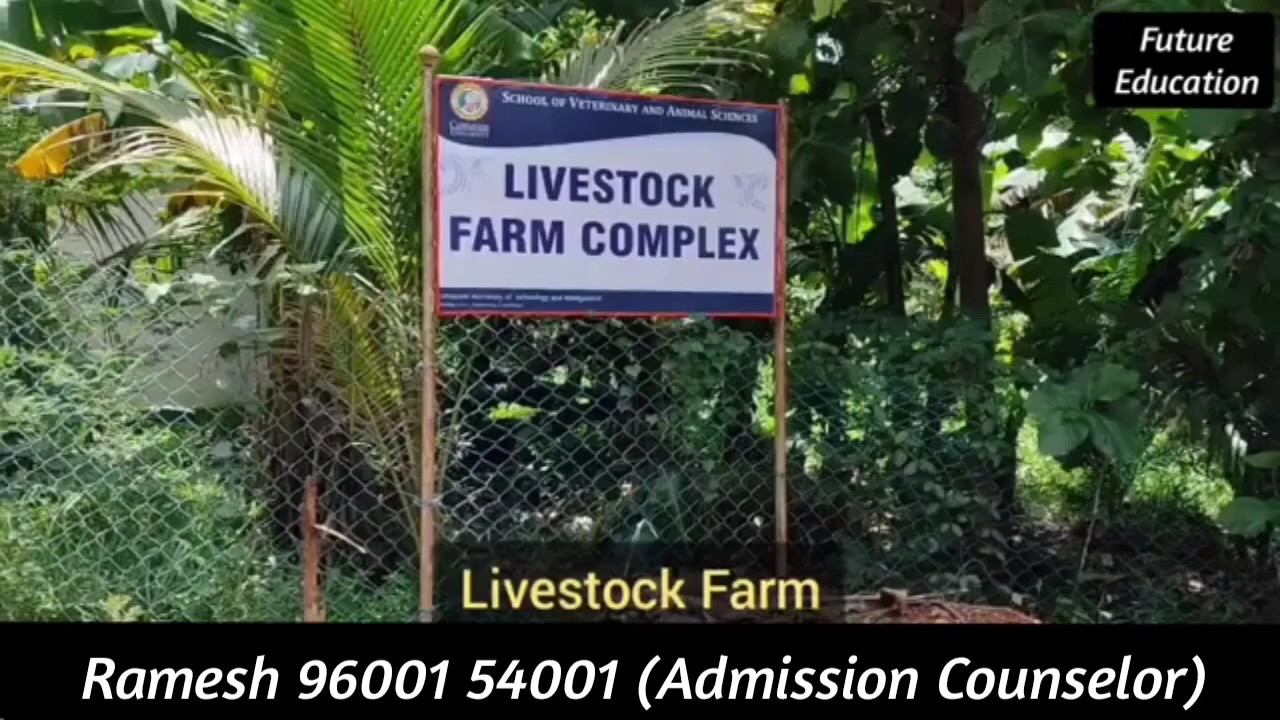 Future
Education
School of Veterinary and Animal Sciences
LIVESTOCK
FARM COMPLEX
Livestock Farm
Ramesh 96001 54001 (Admission Counselor)